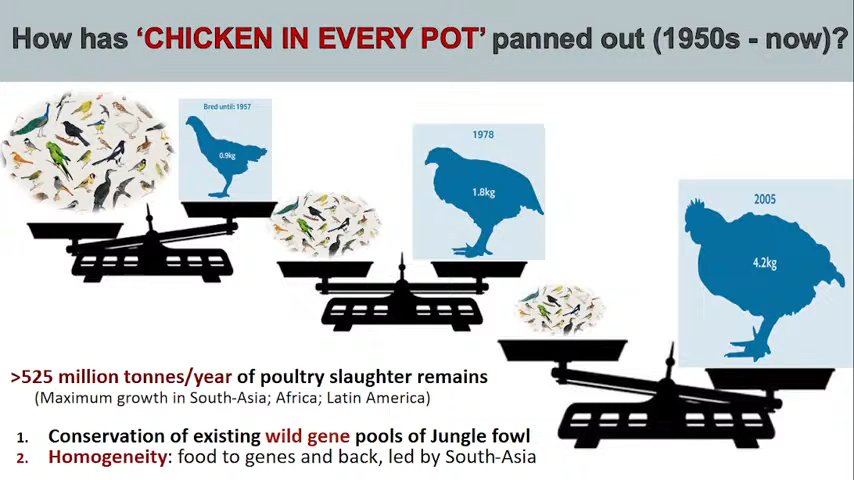 How has ‘CHICKEN IN EVERY POT’ panned out (1950s - now)?
Bred until: 1957
0.9kg
1978
1.8kg
2005
4.2kg
>525 million tonnes/year of poultry slaughter remains
(Maximum growth in South-Asia; Africa; Latin America)
1. Conservation of existing wild gene pools of Jungle fowl
2. Homogeneity: food to genes and back, led by South-Asia